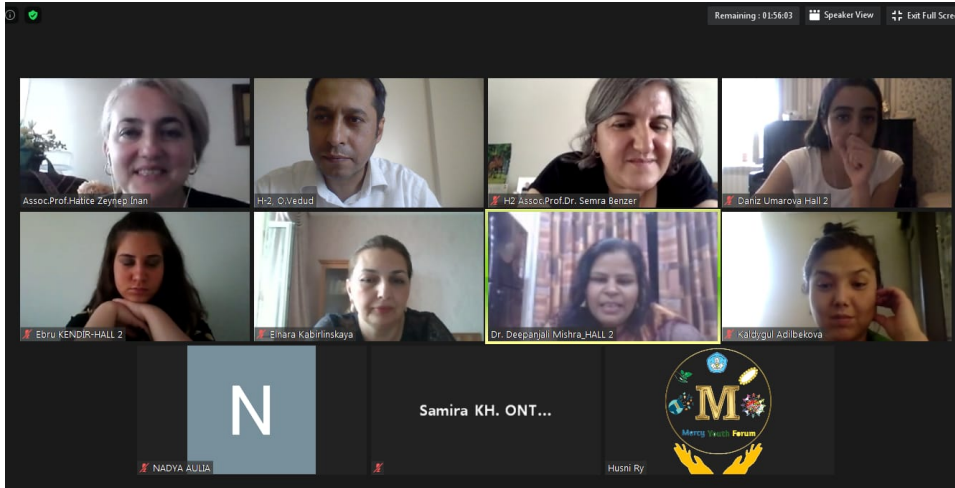 Remaining : 01:56:03
Speaker View
Exit Full Scre
Assoc.Prof.Hatice Zeynep İnan
H-2, O.Vedud
H2 Assoc.Prof.Dr. Semra Benzer
Daniz Umarova Hall 2
Ebru KENDİR-HALL 2
Elnara Kabirlinskaya
Dr. Deepanjali Mishra_HALL 2
Kaldygul Adilbekova
N
NADYA AULIA
Samira KH. ONT...
M
Mercy Youth Forum
Husni Ry